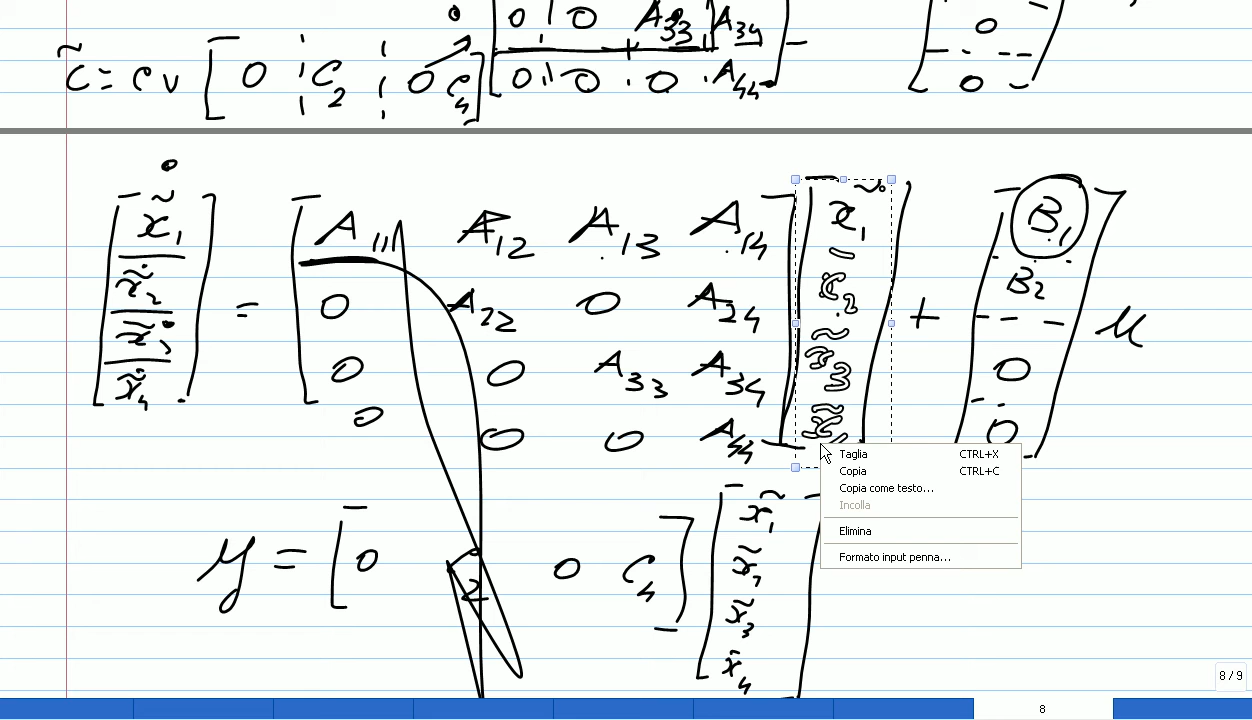 0 0 A33 A34 0
C̃ = CV [ 0 C2 0 C4 ] 0 0 0 A44 0
x̃1 A11 A12 A13 A14 x̃1 B1
x̃2 = 0 A22 0 A24 x̃2 + B2 u
x̃3 0 0 A33 A34 x̃3 0
x̃4 0 0 0 A44 x̃4 0
Taglia CTRL+X
Copia CTRL+C
Copia come testo...
Incolla
Elimina
Formato input penna...
y = [ 0 C2 0 C4 ] x̃1
x̃2
x̃3
x̃4
8 / 9
8